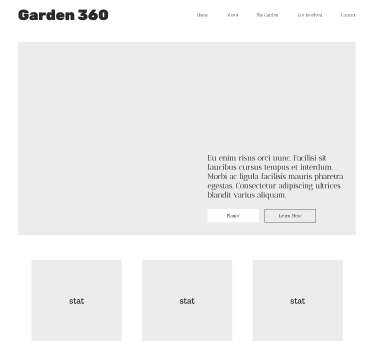 Garden 360
Home The Garden Get Involved Contact
Eu enim risus orci nunc. Facilisi sit
faucibus cursus tempus et interdum.
Morbi ac ligula facilisis mauris pharetra
egestas. Consectetur adipiscing ultrices
blandit varius aliquam.
Learn More
stat stat stat